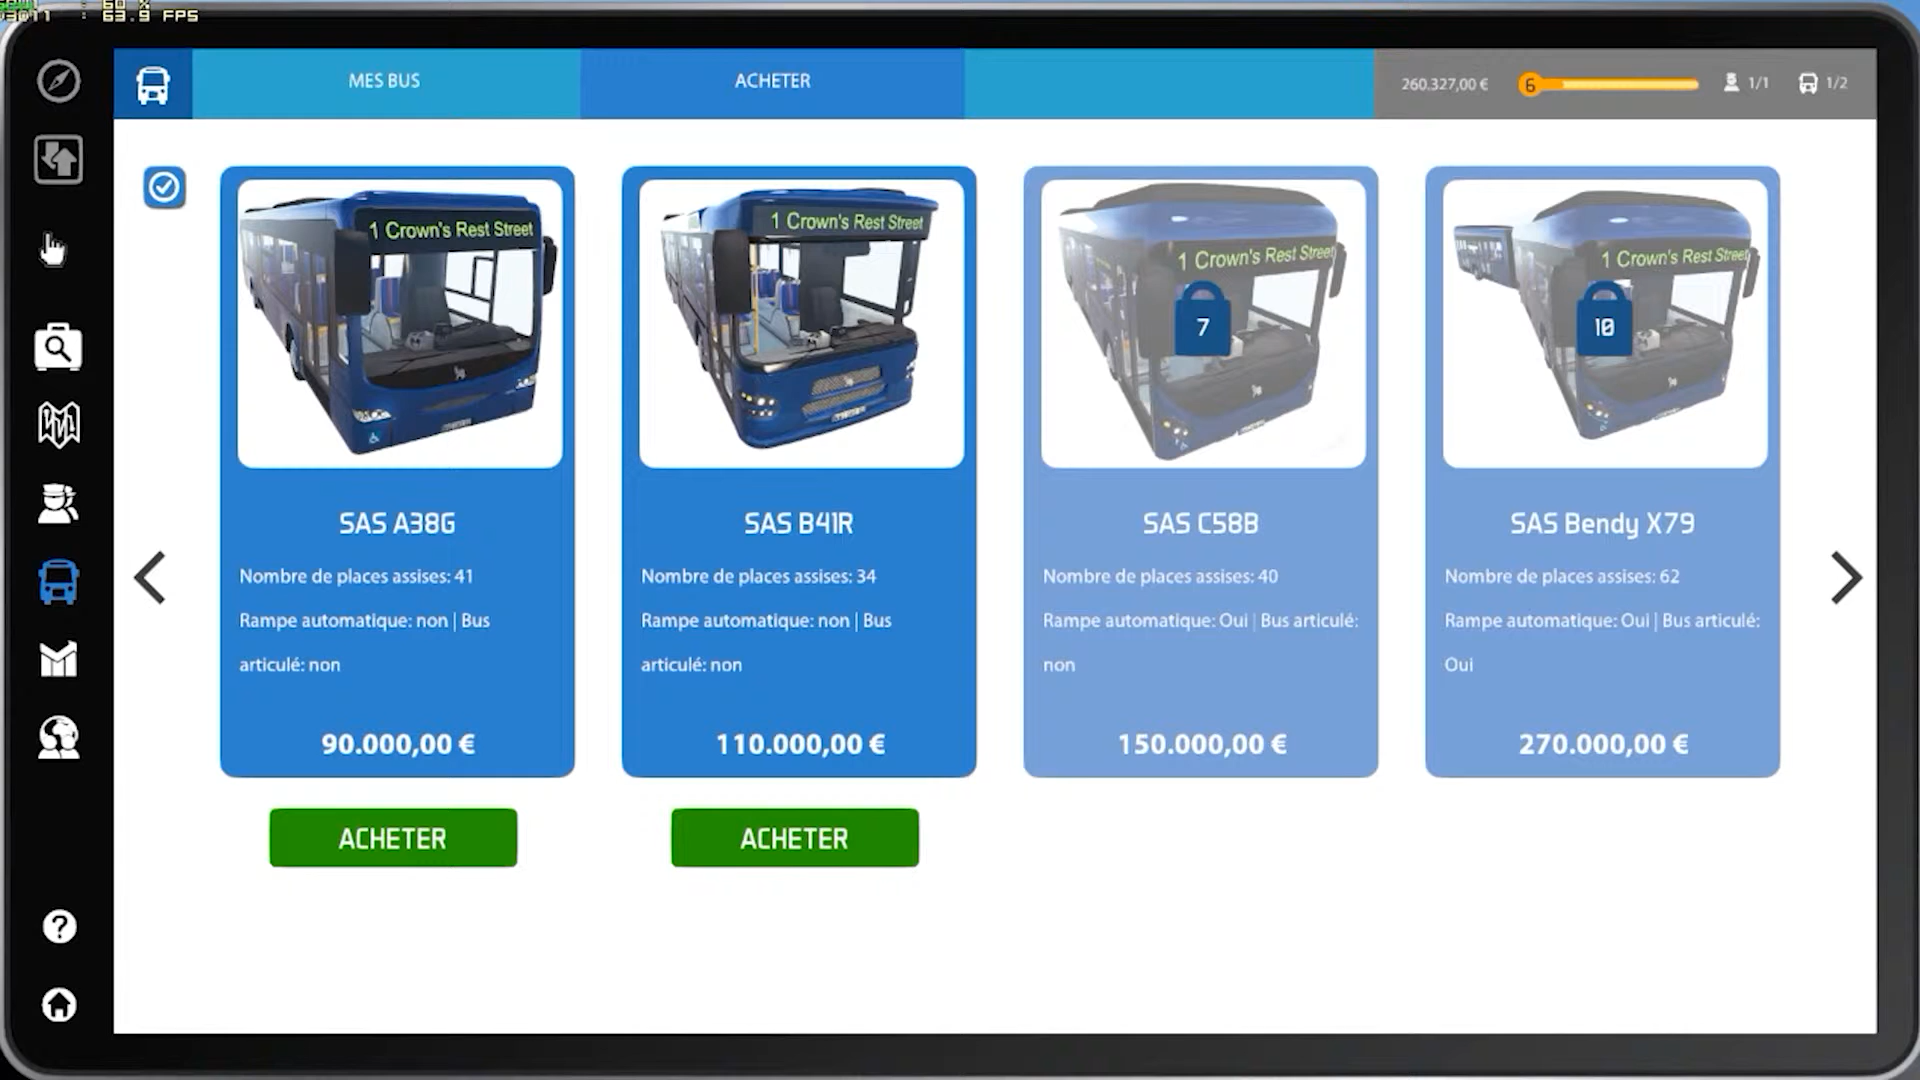 60 %
: 63.9 FPS
MES BUS
ACHETER
260.327,00 €
6
1/1
1/2
1 Crown's Rest Street
1 Crown's Rest Street
1 Crown's Rest Street
1 Crown's Rest Street
7
10
SAS A38G
Nombre de places assises: 41
Rampe automatique: non | Bus
articulé: non
90.000,00 €
ACHETER
SAS B41R
Nombre de places assises: 34
Rampe automatique: non | Bus
articulé: non
110.000,00 €
ACHETER
SAS C58B
Nombre de places assises: 40
Rampe automatique: Oui | Bus articulé:
non
150.000,00 €
SAS Bendy X79
Nombre de places assises: 62
Rampe automatique: Oui | Bus articulé:
Oui
270.000,00 €
?